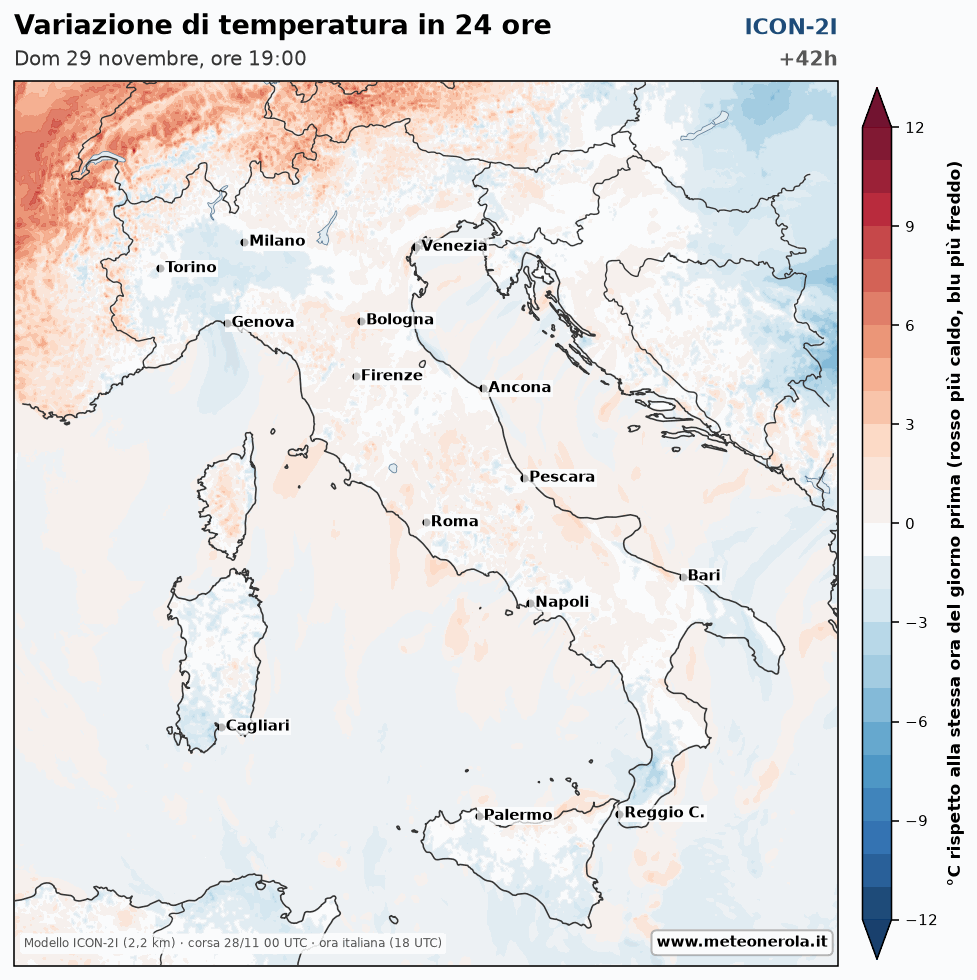 Variazione di temperatura in 24 ore
ICON-2I
Dom 29 novembre, ore 19:00
+42h
Milano
Venezia
Torino
Genova
Bologna
Firenze
Ancona
Pescara
Roma
Bari
Napoli
Cagliari
Palermo
Reggio C.
Modello ICON-2I (2,2 km) · corsa 28/11 00 UTC · ora italiana (18 UTC)
www.meteonerola.it
12
9
6
3
0
−3
−6
−9
−12
°C rispetto alla stessa ora del giorno prima (rosso più caldo, blu più freddo)